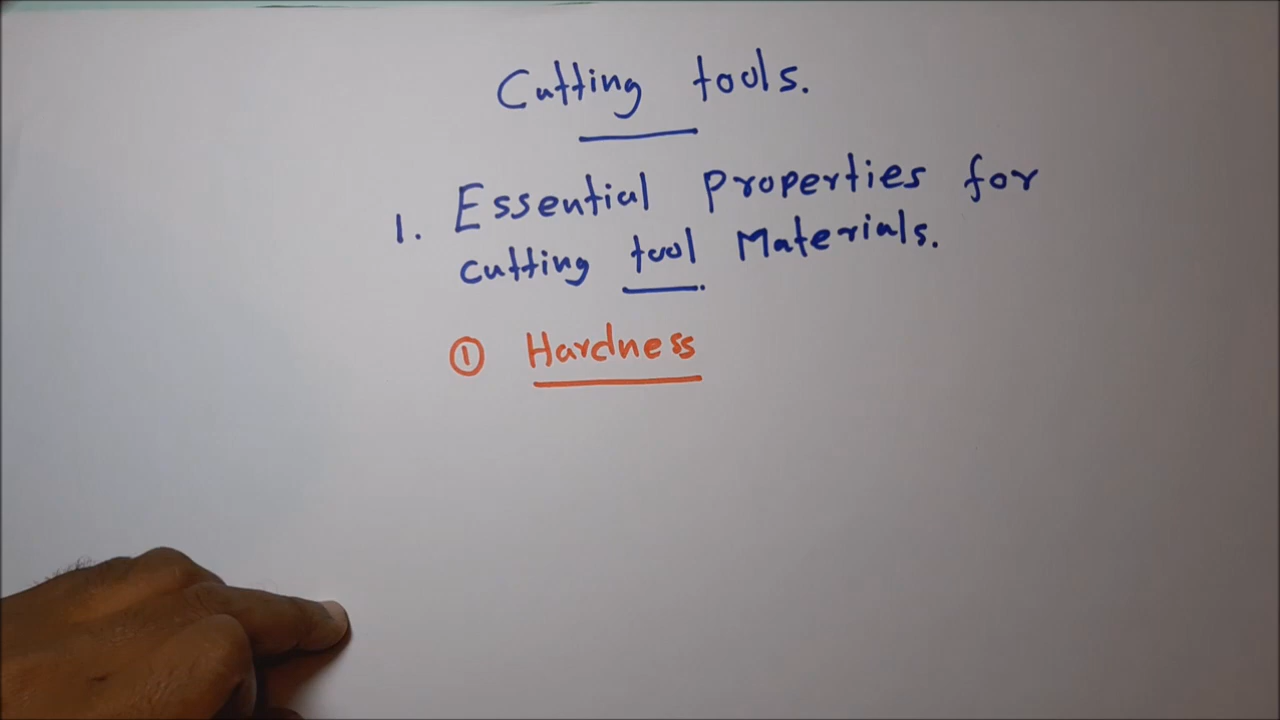 Cutting tools.
1. Essential Properties for
cutting tool Materials.
① Hardness